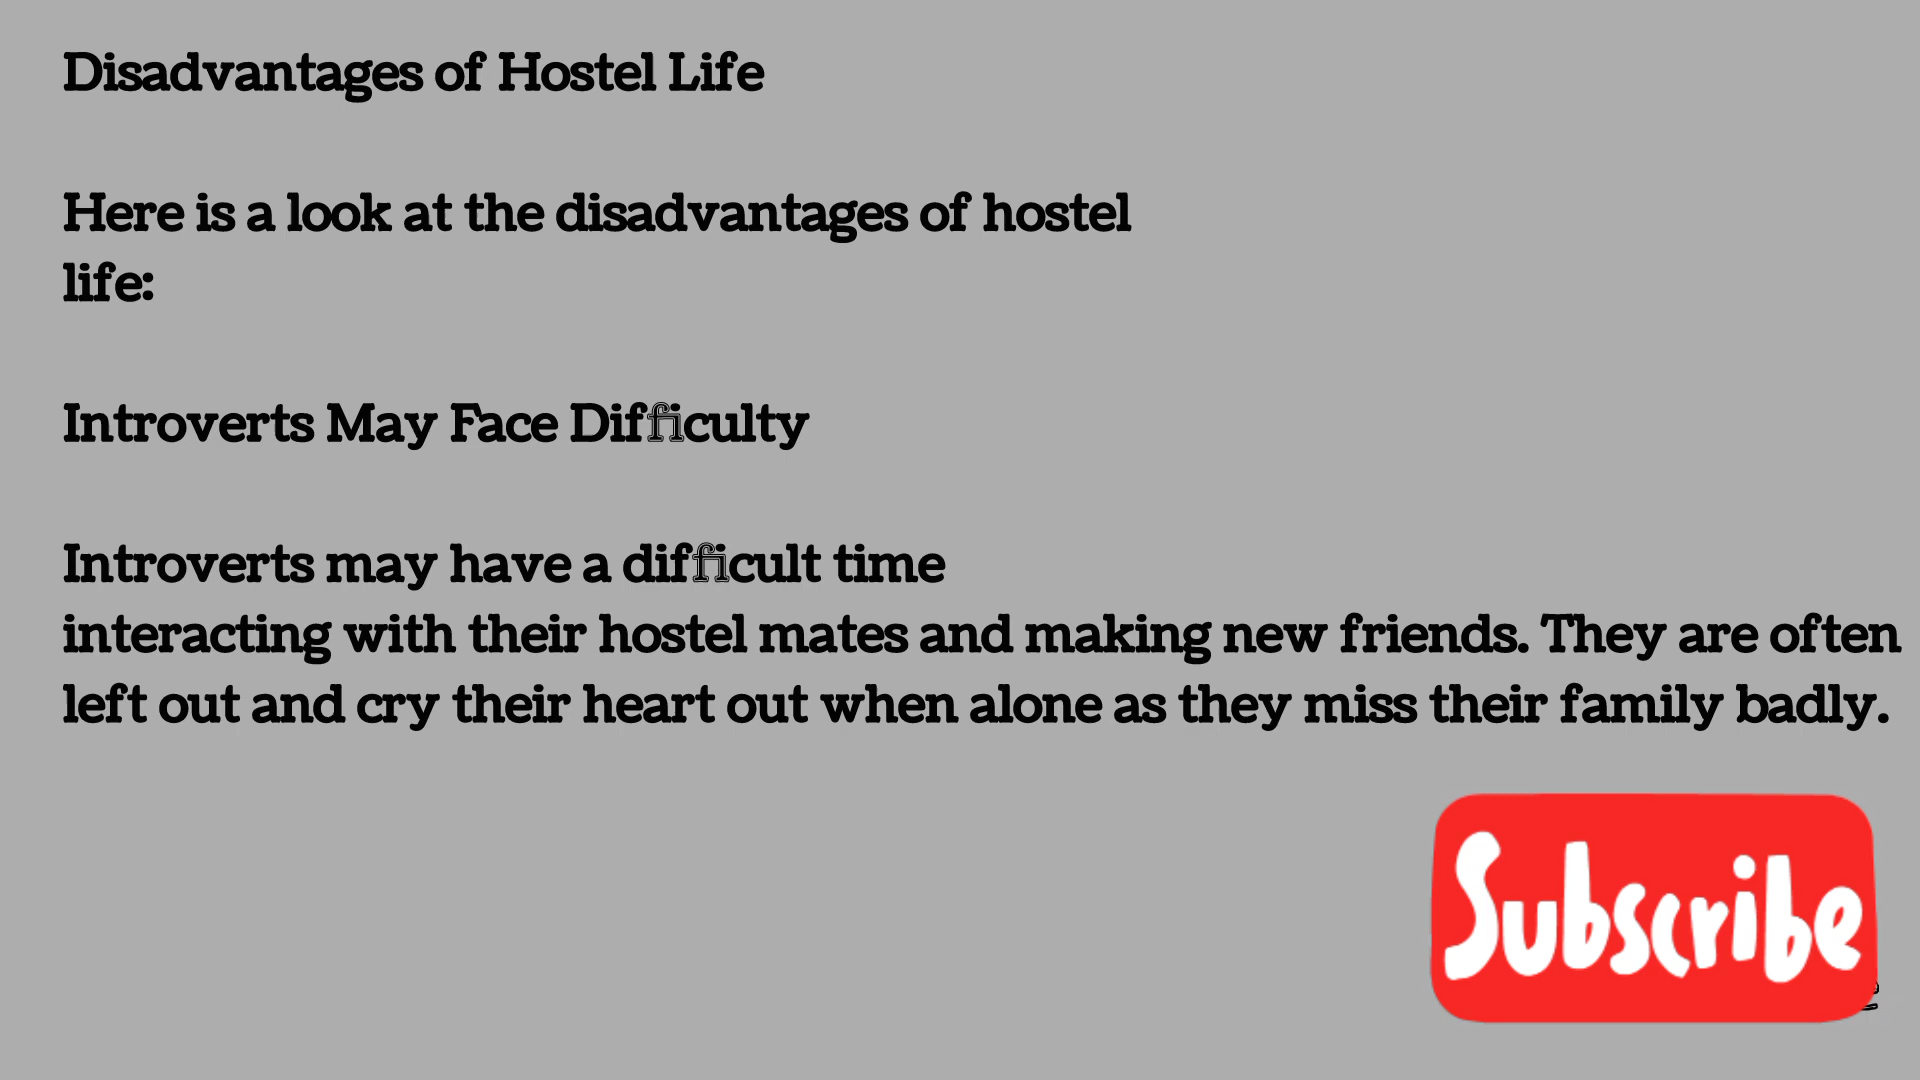 Disadvantages of Hostel Life
Here is a look at the disadvantages of hostel
life:
Introverts May Face Difficulty
Introverts may have a difficult time
interacting with their hostel mates and making new friends. They are often
left out and cry their heart out when alone as they miss their family badly.
Subscribe